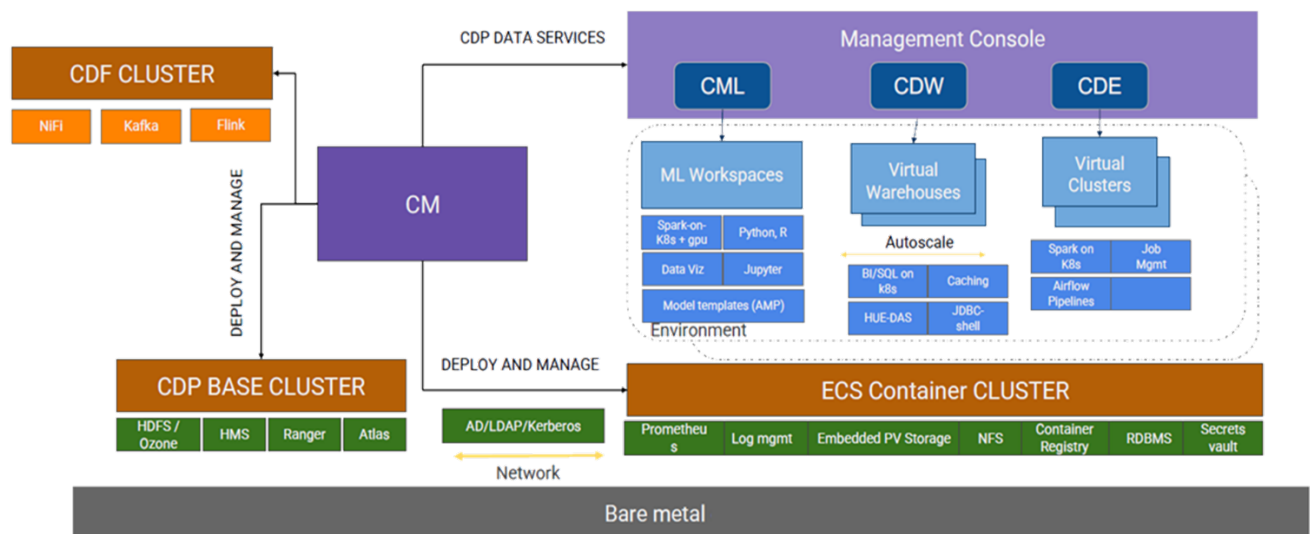 CDP DATA SERVICES
Management Console
CML
CDW
CDE
CDF CLUSTER
NiFi
Kafka
Flink
DEPLOY AND MANAGE
CM
ML Workspaces
Virtual
Warehouses
Virtual
Clusters
Spark-on-
K8s + gpu
Python, R
Data Viz
Jupyter
Model templates (AMP)
Autoscale
BI/SQL on
k8s
Caching
HUE-DAS
JDBC-
shell
Spark on
K8s
Job
Mgmt
Airflow
Pipelines
Environment
DEPLOY AND MANAGE
CDP BASE CLUSTER
HDFS /
Ozone
HMS
Ranger
Atlas
AD/LDAP/Kerberos
Network
ECS Container CLUSTER
Prometheu
s
Log mgmt
Embedded PV Storage
NFS
Container
Registry
RDBMS
Secrets
vault
Bare metal